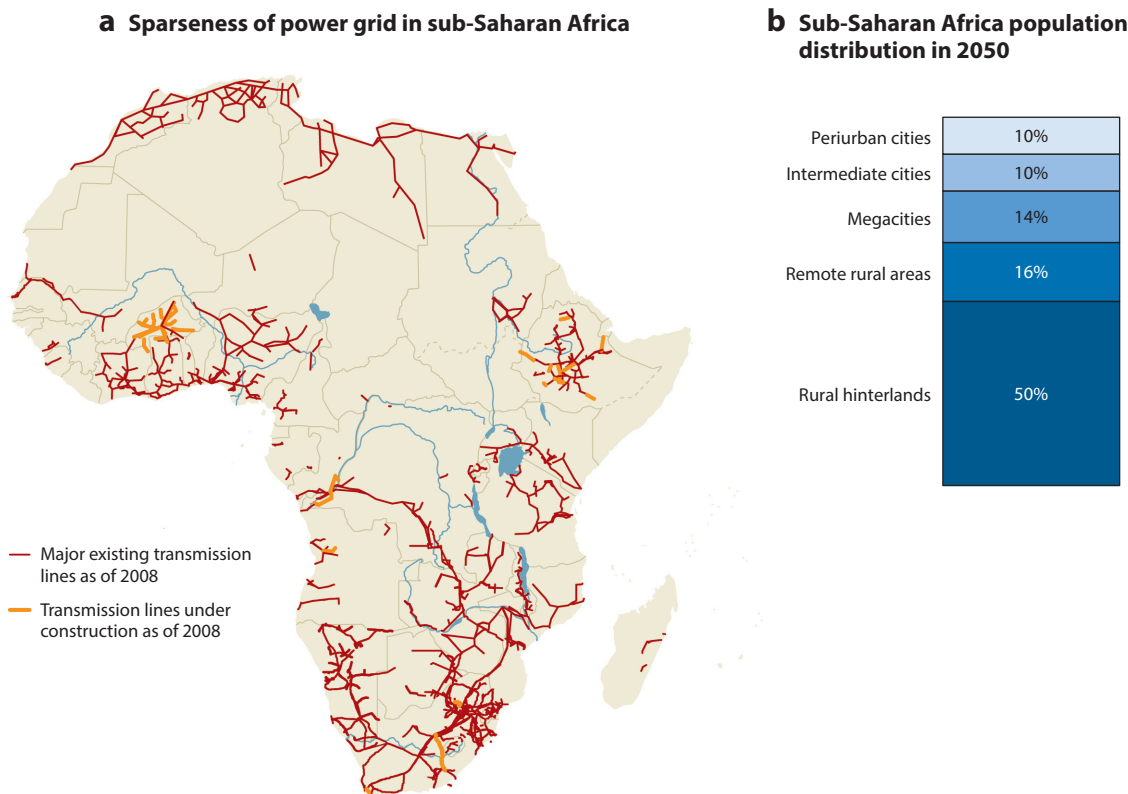 a Sparseness of power grid in sub-Saharan Africa
Major existing transmission
lines as of 2008
Transmission lines under
construction as of 2008
b Sub-Saharan Africa population
distribution in 2050
Periurban cities 10%
Intermediate cities 10%
Megacities 14%
Remote rural areas 16%
Rural hinterlands 50%